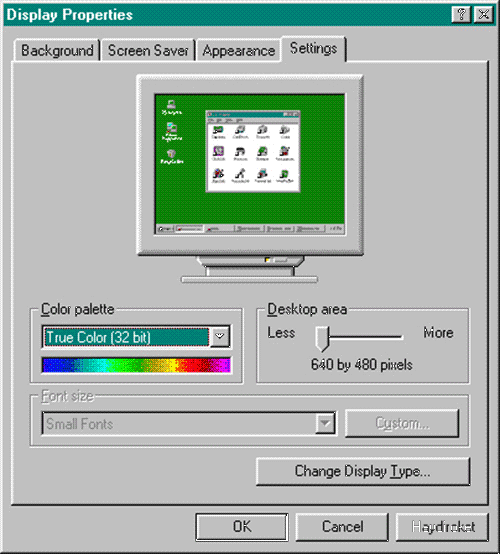 Display Properties
Background
Screen Saver
Appearance
Settings
Color palette
True Color (32 bit)
Desktop area
Less
More
640 by 480 pixels
Font size
Small Fonts
Custom...
Change Display Type...
OK
Cancel